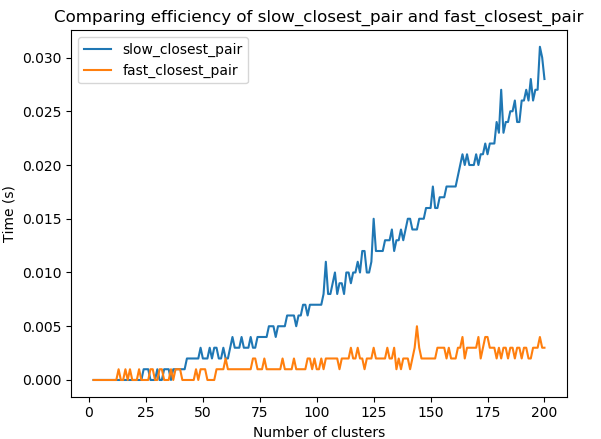 Comparing efficiency of slow_closest_pair and fast_closest_pair
slow_closest_pair
fast_closest_pair
0.030
0.025
0.020
0.015
0.010
0.005
0.000
Time (s)
0 25 50 75 100 125 150 175 200
Number of clusters